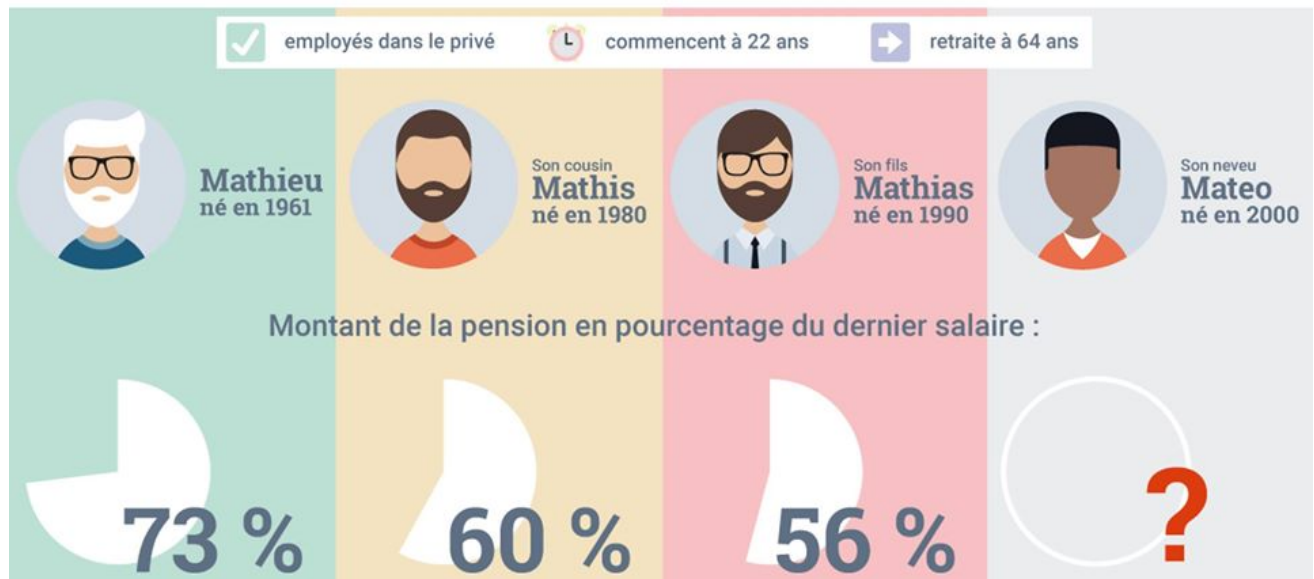 employés dans le privé
commencent à 22 ans
retraite à 64 ans
Mathieu
né en 1961
Son cousin
Mathis
né en 1980
Son fils
Mathias
né en 1990
Son neveu
Mateo
né en 2000
Montant de la pension en pourcentage du dernier salaire :
73 %
60 %
56 %
?